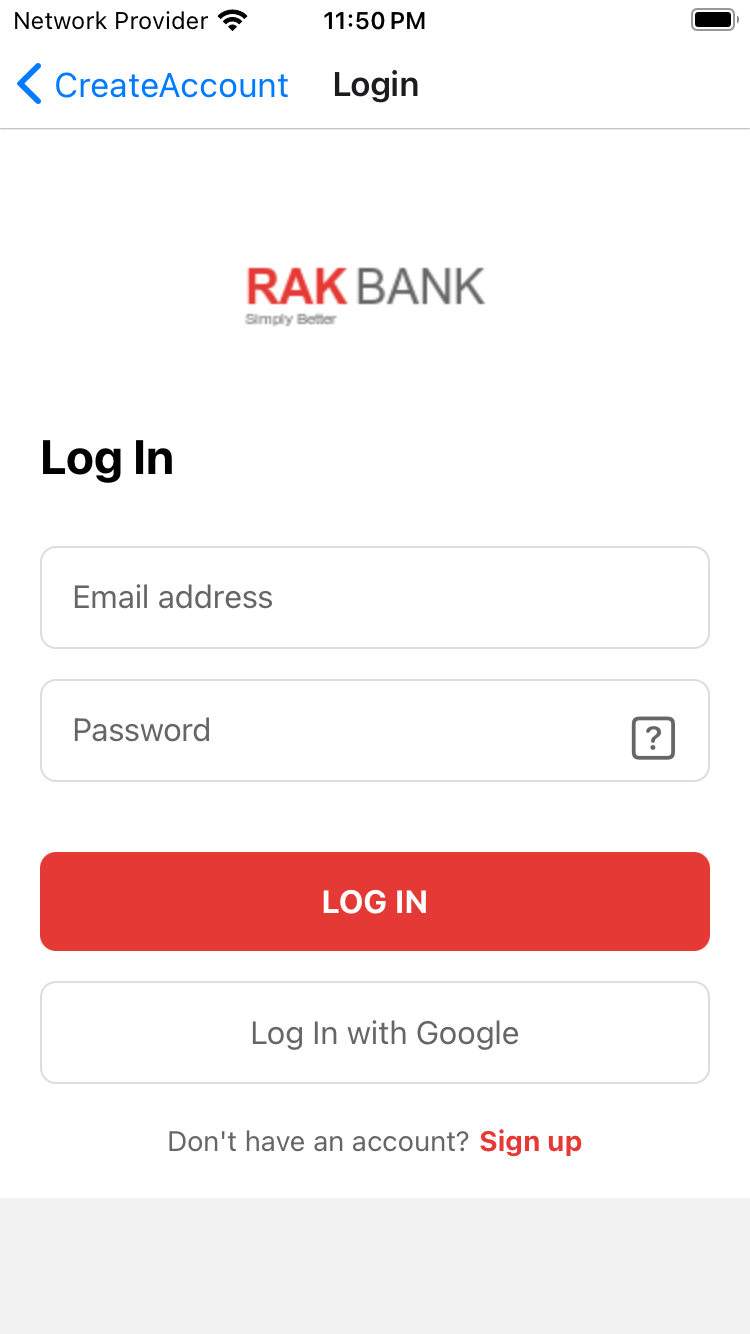 Network Provider 11:50 PM
CreateAccount Login
RAK BANK
Simply Better
Log In
Email address
Password ?
LOG IN
Log In with Google
Don't have an account? Sign up